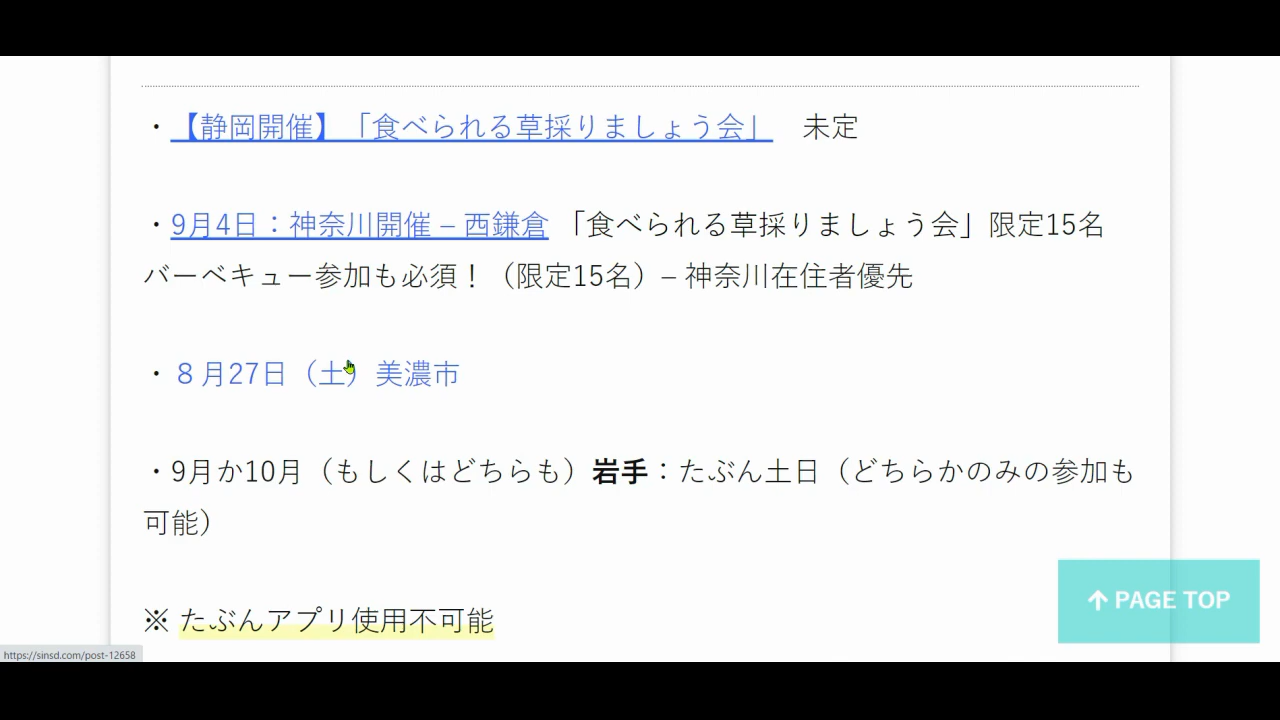 ・【静岡開催】「食べられる草採りましょう会」　未定
・9月4日：神奈川開催 – 西鎌倉 「食べられる草採りましょう会」限定15名
バーベキュー参加も必須！（限定15名）– 神奈川在住者優先
・８月27日（土）美濃市
・9月か10月（もしくはどちらも）岩手：たぶん土日（どちらかのみの参加も
可能）
※ たぶんアプリ使用不可能
↑ PAGE TOP
https://sinsd.com/post-12658